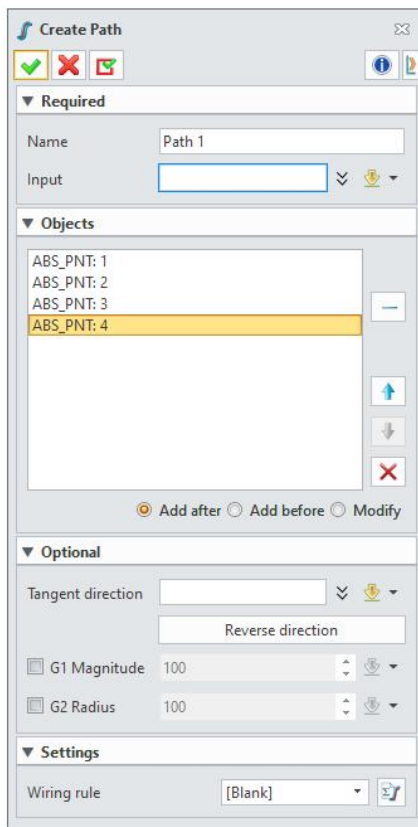 Create Path
Required
Name Path 1
Input
Objects
ABS_PNT: 1
ABS_PNT: 2
ABS_PNT: 3
ABS_PNT: 4
Add after Add before Modify
Optional
Tangent direction
Reverse direction
G1 Magnitude 100
G2 Radius 100
Settings
Wiring rule [Blank]